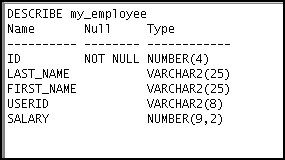 DESCRIBE my_employee
Name       Null     Type
---------- -------- ------------
ID         NOT NULL NUMBER(4)
LAST_NAME           VARCHAR2(25)
FIRST_NAME          VARCHAR2(25)
USERID              VARCHAR2(8)
SALARY              NUMBER(9,2)